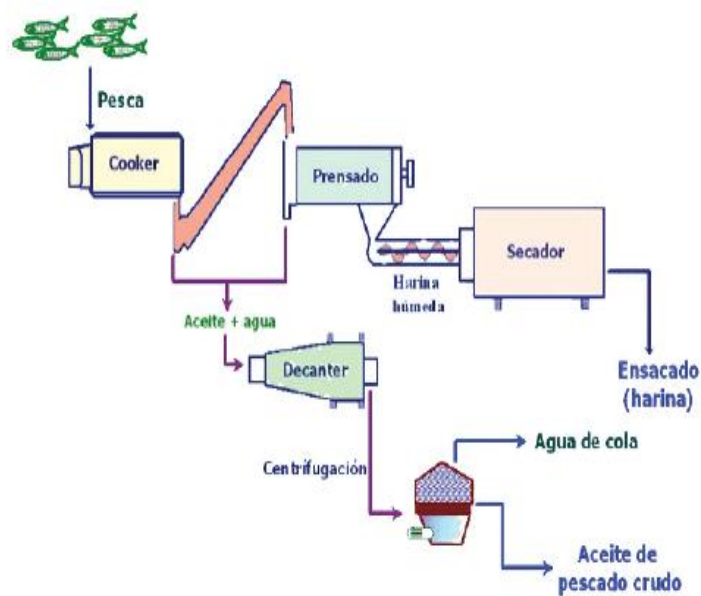 Pesca
Cooker
Prensado
Secador
Harina
húmeda
Aceite + agua
Decanter
Ensacado
(harina)
Centrifugación
Agua de cola
Aceite de
pescado crudo